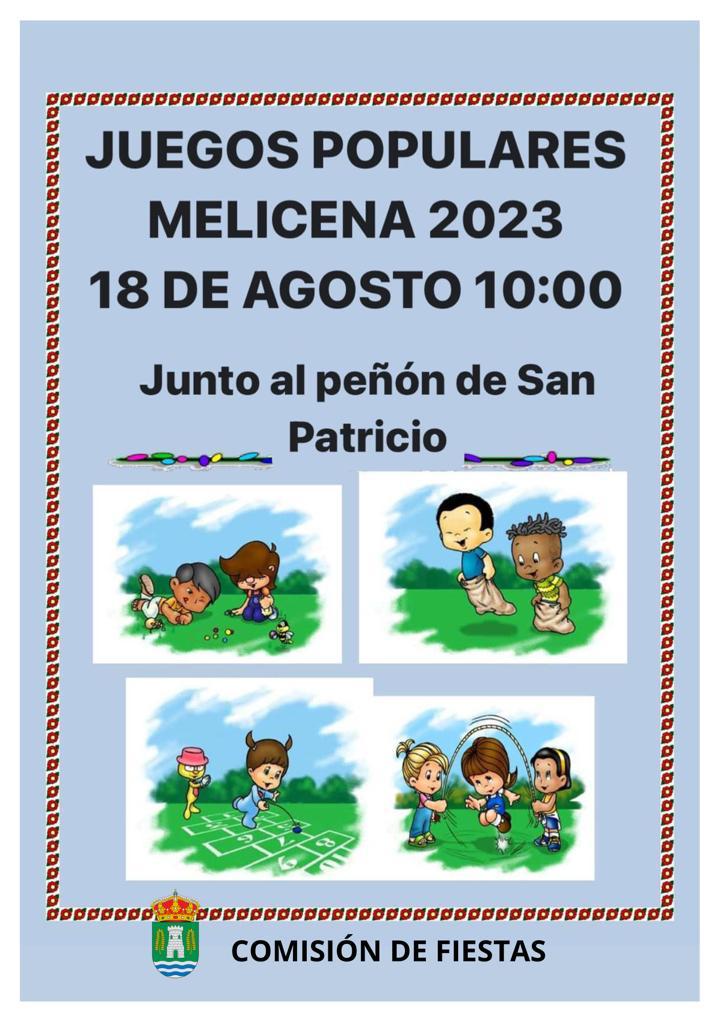 JUEGOS POPULARES
MELICENA 2023
18 DE AGOSTO 10:00
Junto al peñón de San
Patricio
COMISIÓN DE FIESTAS